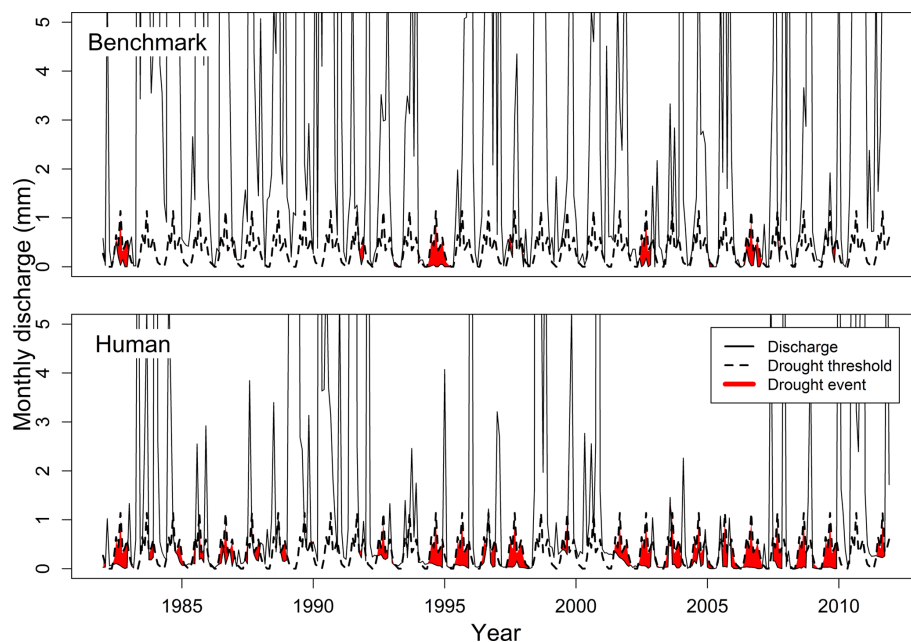 Benchmark
5
4
3
2
1
0
Monthly discharge (mm)
Human
5
4
3
2
1
0
Discharge
Drought threshold
Drought event
1985 1990 1995 2000 2005 2010
Year